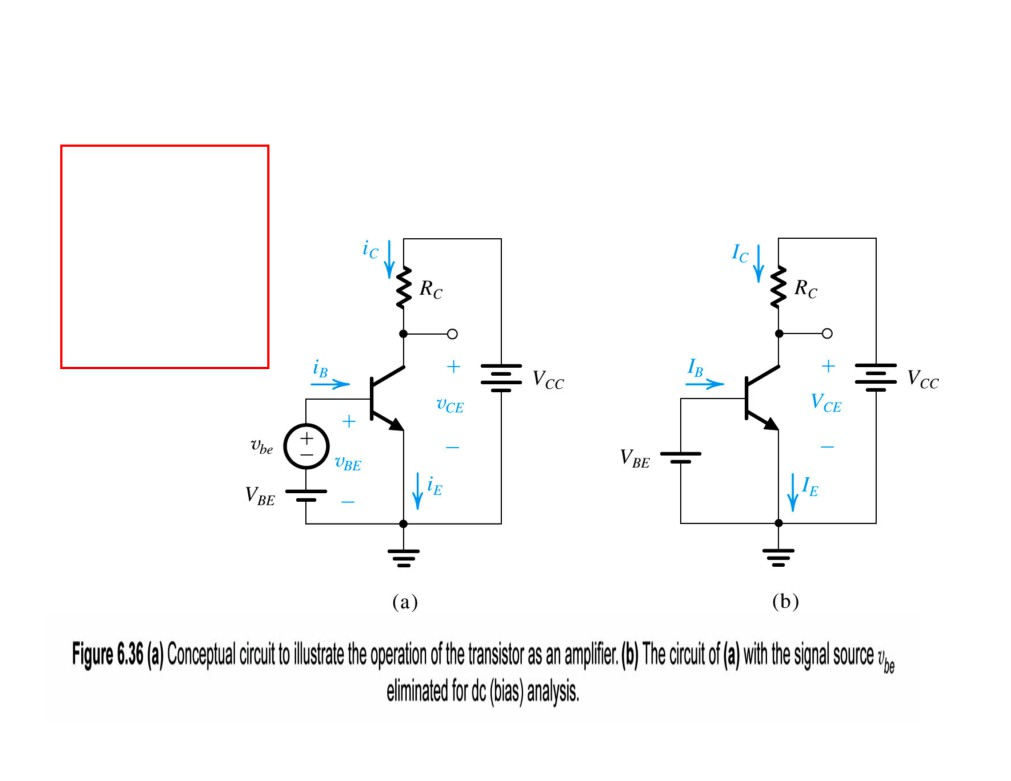 i_C
R_C
i_B
+
V_CC
v_CE
+
v_be
+
−
v_BE
−
V_BE
−
i_E
(a)
I_C
R_C
I_B
+
V_CC
V_CE
−
V_BE
I_E
(b)
Figure 6.36 (a) Conceptual circuit to illustrate the operation of the transistor as an amplifier. (b) The circuit of (a) with the signal source v_be
eliminated for dc (bias) analysis.